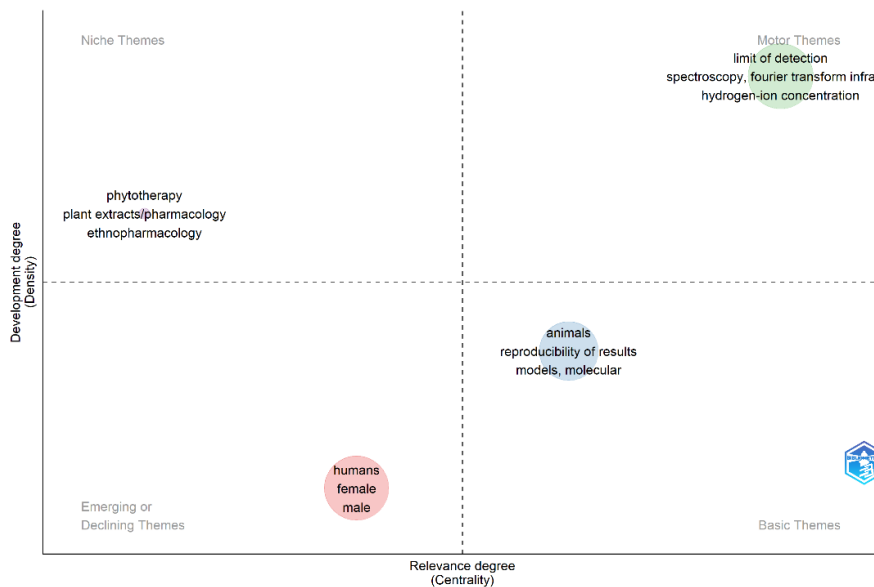 Niche Themes
Motor Themes
limit of detection
spectroscopy, fourier transform infra
hydrogen-ion concentration
phytotherapy
plant extracts/pharmacology
ethnopharmacology
Development degree
(Density)
animals
reproducibility of results
models, molecular
humans
female
male
Emerging or
Declining Themes
Basic Themes
Relevance degree
(Centrality)